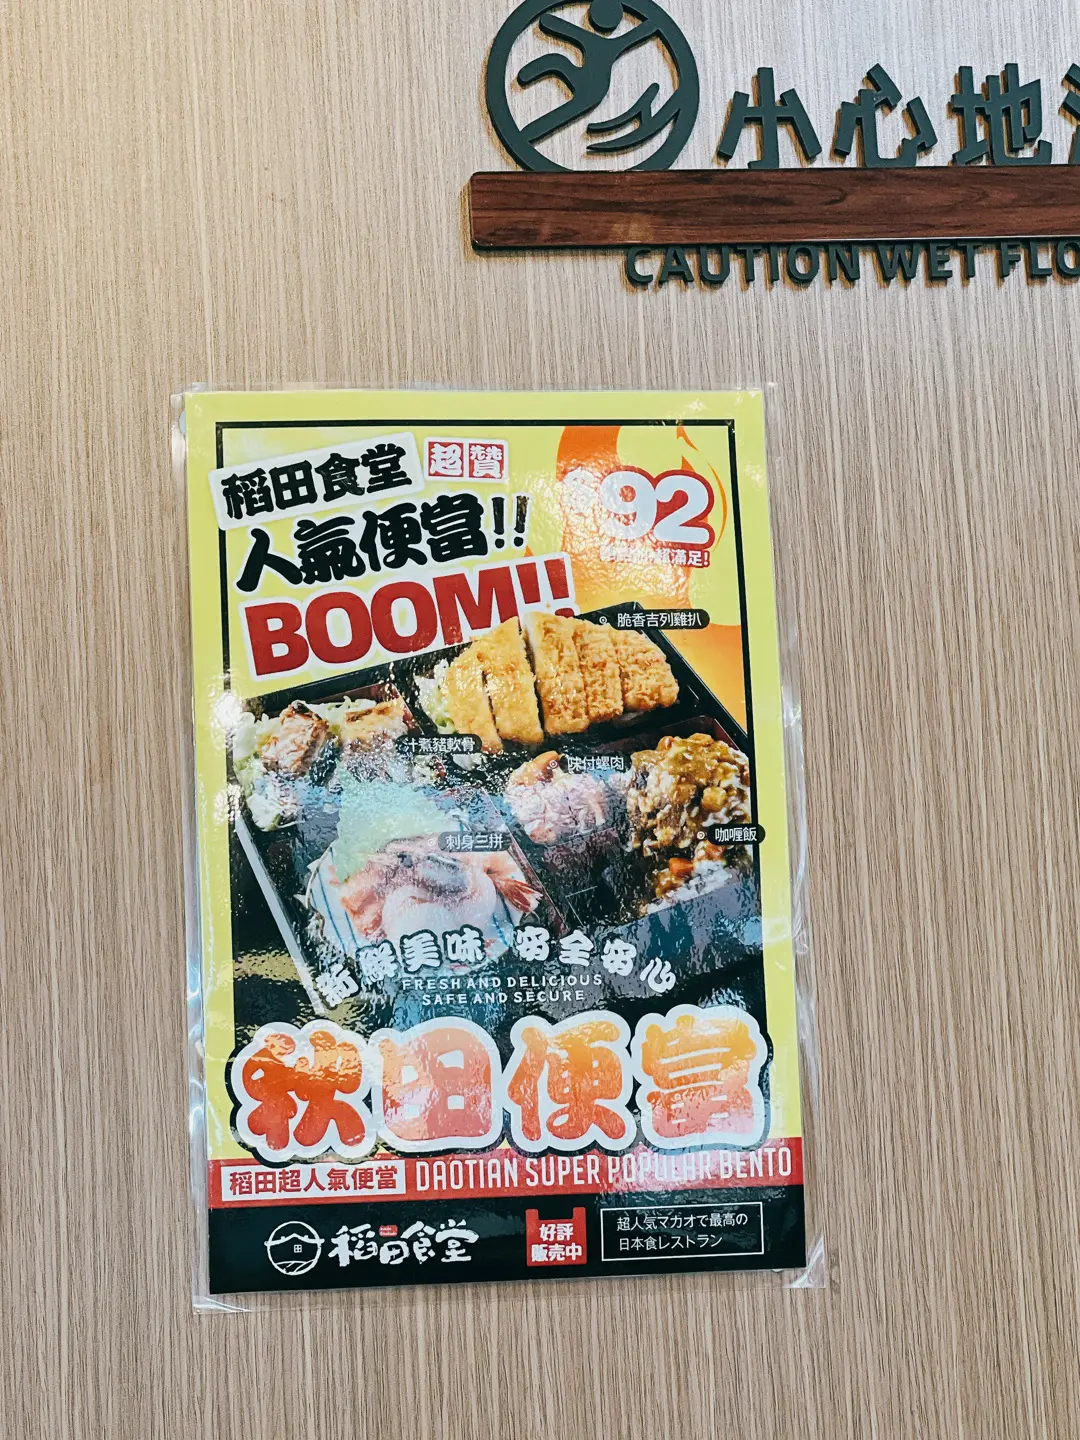 小心地
CAUTION WET FLO
稻田食堂 超贊
人氣便當!!
BOOM!!
$92
超滿足!
脆香吉列雞扒
汁煮豬軟骨
味付螺肉
咖喱飯
刺身三拼
新鮮美味 安全安心
FRESH AND DELICIOUS
SAFE AND SECURE
秋田便當
稻田超人氣便當 DAOTIAN SUPER POPULAR BENTO
稻田食堂
好評
販売中
超人気マカオで最高の
日本食レストラン